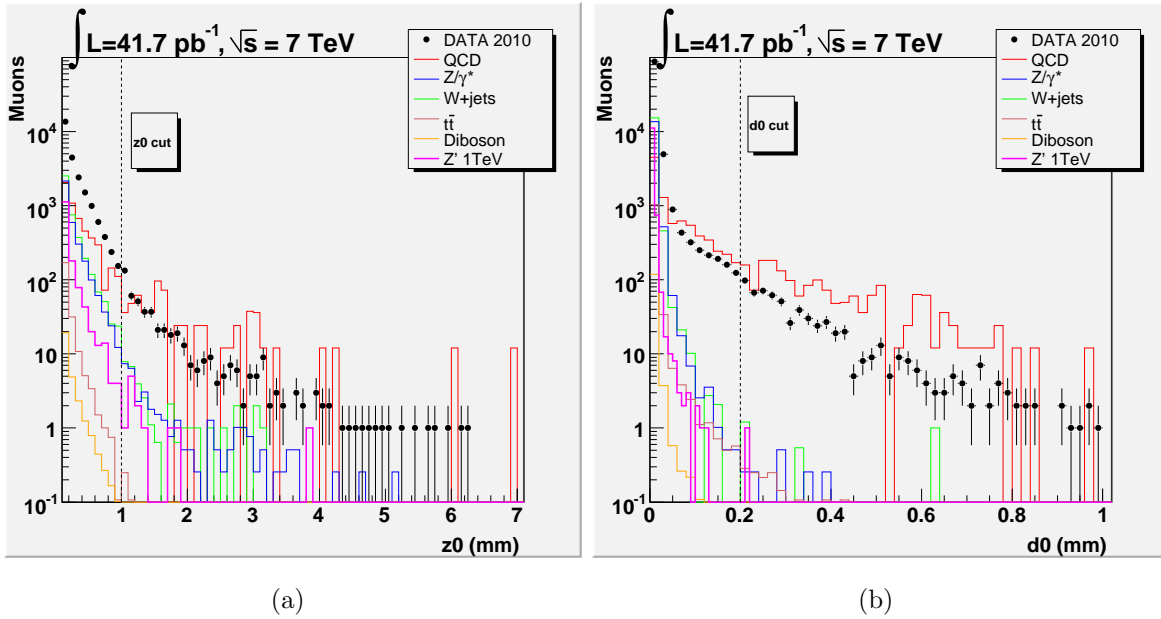 ∫ L=41.7 pb⁻¹, √s = 7 TeV
DATA 2010
QCD
Z/γ*
W+jets
tt̄
Diboson
Z' 1TeV
z0 cut
Muons
10⁴
10³
10²
10
1
10⁻¹
1 2 3 4 5 6 7
z0 (mm)
(a)
∫ L=41.7 pb⁻¹, √s = 7 TeV
DATA 2010
QCD
Z/γ*
W+jets
tt̄
Diboson
Z' 1TeV
d0 cut
Muons
10⁴
10³
10²
10
1
10⁻¹
0 0.2 0.4 0.6 0.8 1
d0 (mm)
(b)